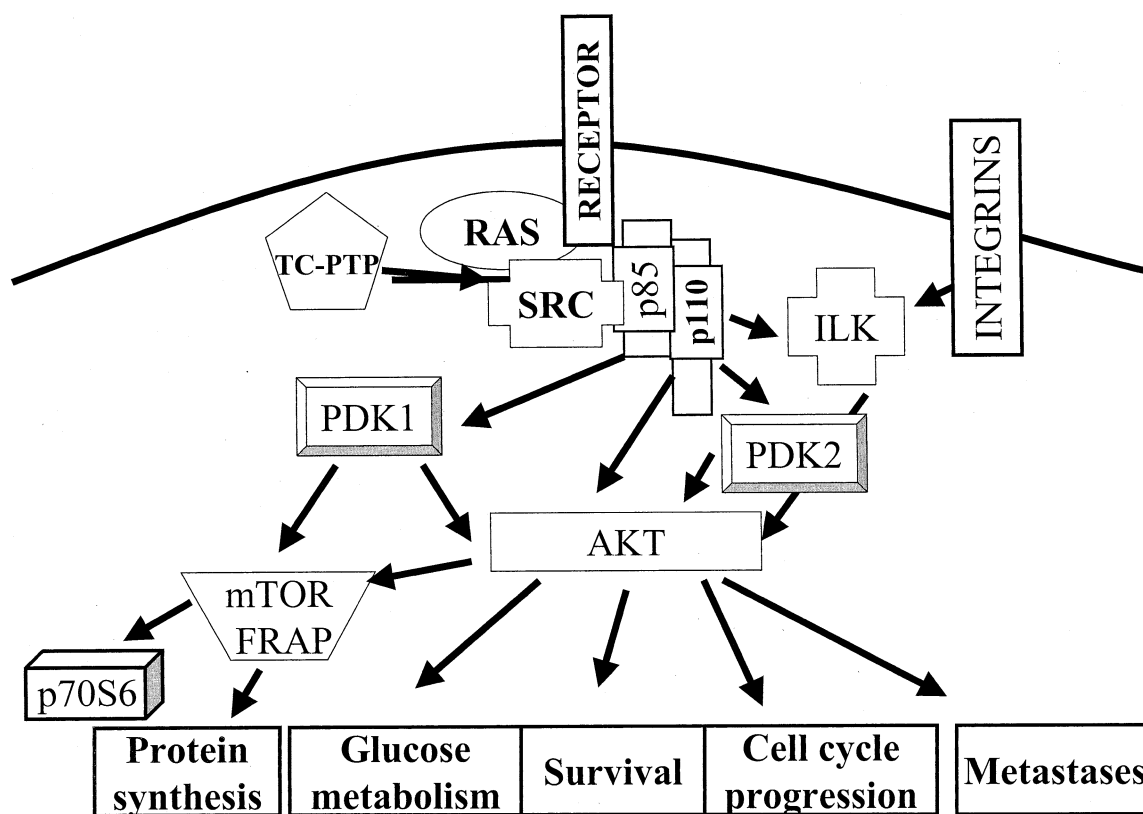 RECEPTOR
INTEGRINS
RAS
TC-PTP
SRC
p85
p110
ILK
PDK1
PDK2
AKT
mTOR
FRAP
p70S6
Protein
synthesis
Glucose
metabolism
Survival
Cell cycle
progression
Metastases